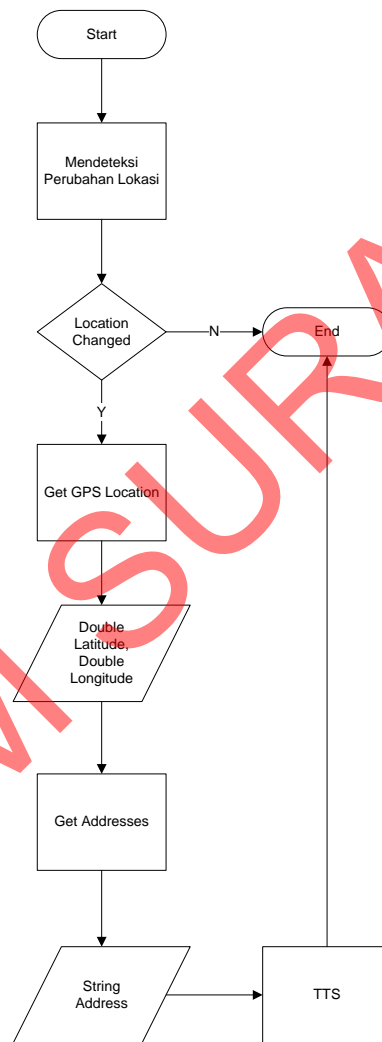 Start
Mendeteksi
Perubahan Lokasi
Location
Changed
N
End
Y
Get GPS Location
Double
Latitude,
Double
Longitude
Get Addresses
String
Address
TTS
M SURA